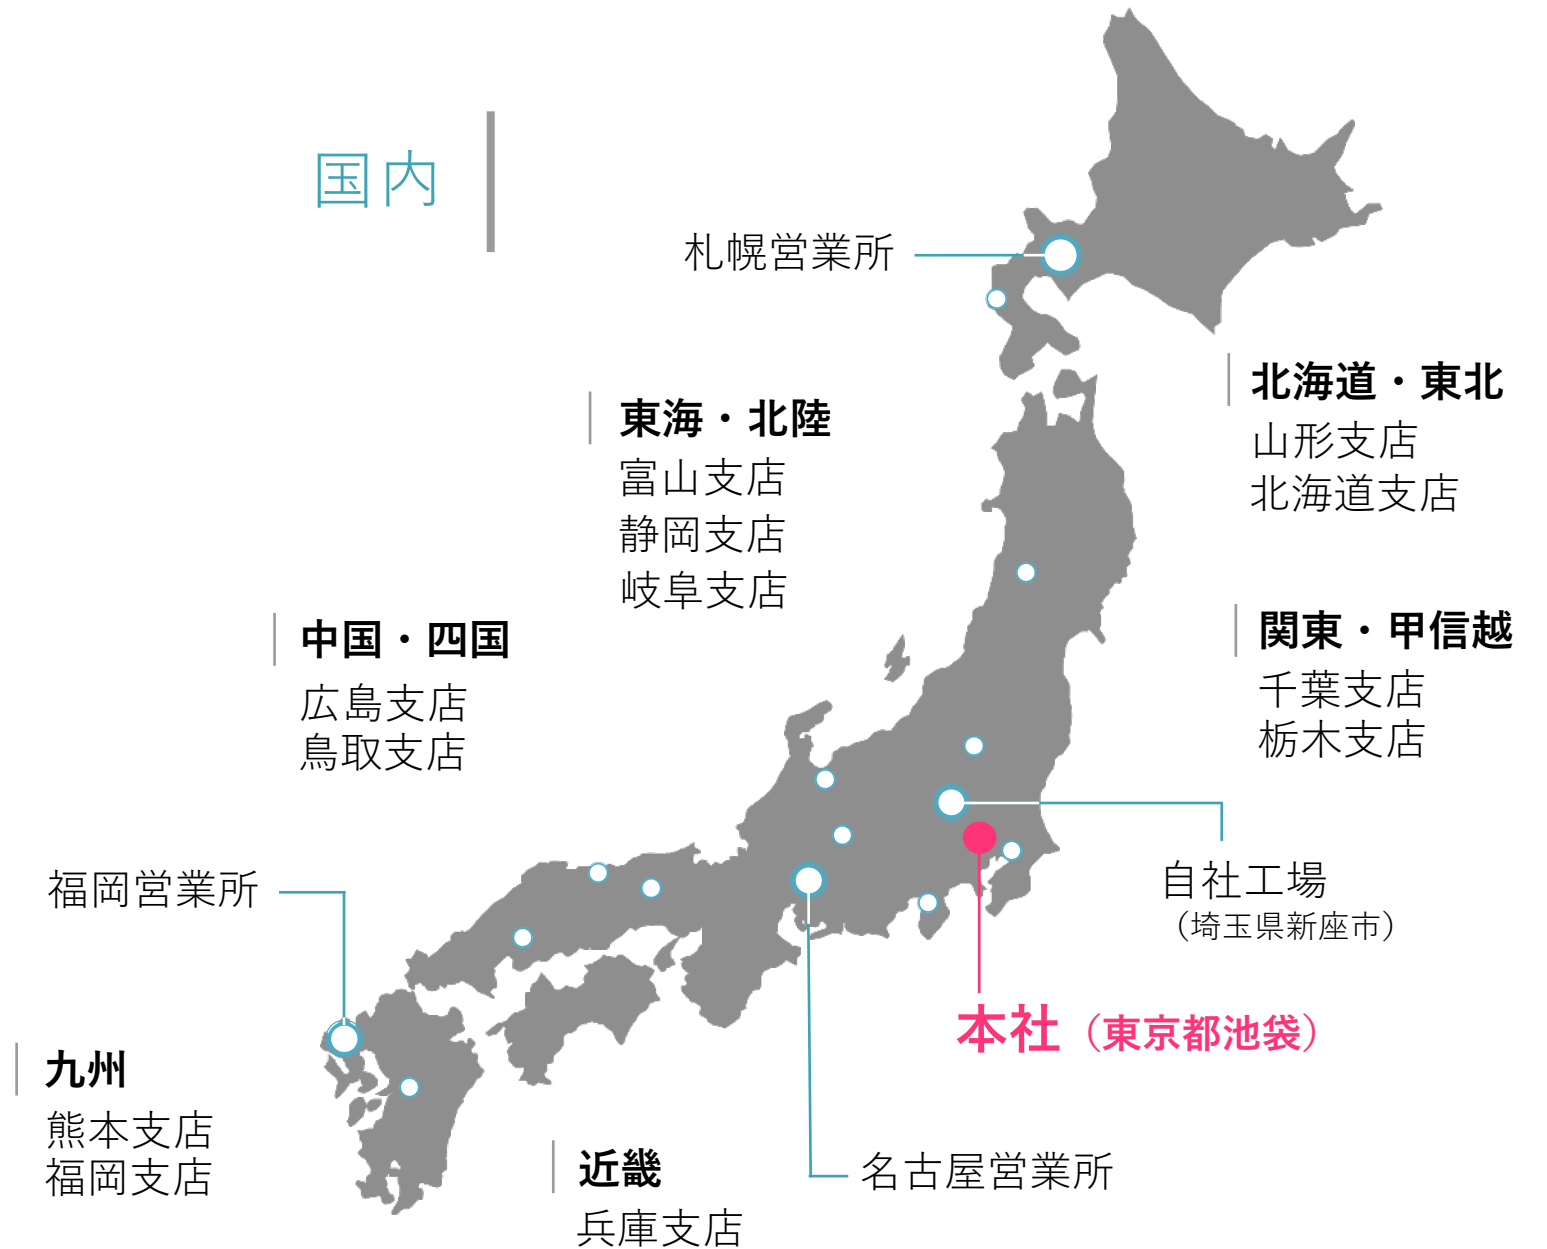 国内
札幌営業所
北海道・東北
山形支店
北海道支店
東海・北陸
富山支店
静岡支店
岐阜支店
関東・甲信越
千葉支店
栃木支店
中国・四国
広島支店
鳥取支店
自社工場
（埼玉県新座市）
福岡営業所
本社（東京都池袋）
九州
熊本支店
福岡支店
名古屋営業所
近畿
兵庫支店